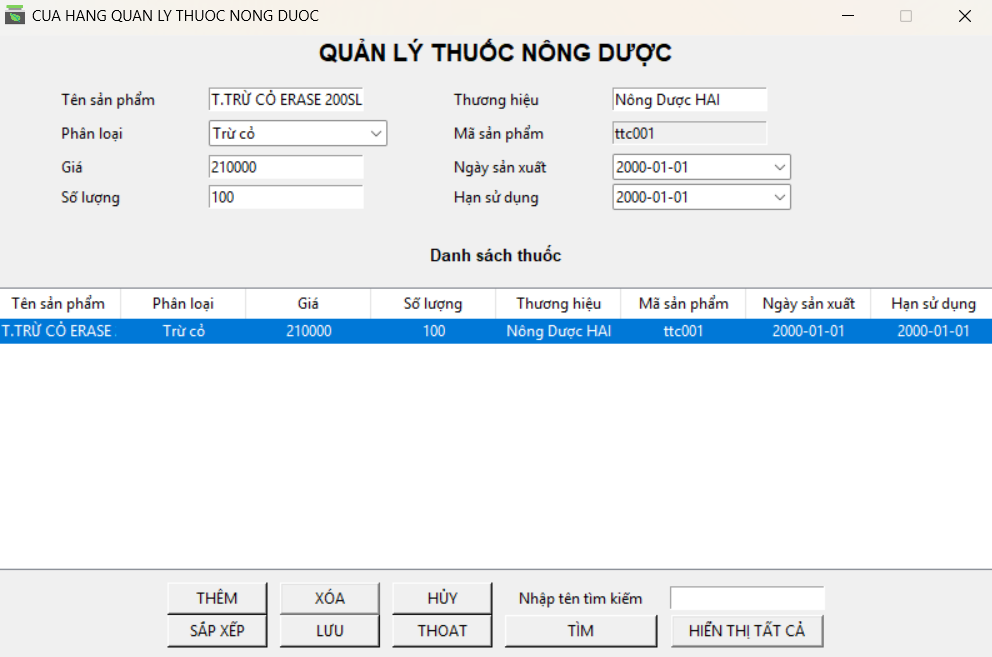 CUA HANG QUAN LY THUOC NONG DUOC
QUẢN LÝ THUỐC NÔNG DƯỢC
Tên sản phẩm T.TRỪ CỎ ERASE 200SL Thương hiệu Nông Dược HAI
Phân loại Trừ cỏ Mã sản phẩm ttc001
Giá 210000 Ngày sản xuất 2000-01-01
Số lượng 100 Hạn sử dụng 2000-01-01
Danh sách thuốc
Tên sản phẩm Phân loại Giá Số lượng Thương hiệu Mã sản phẩm Ngày sản xuất Hạn sử dụng
T.TRỪ CỎ ERASE . Trừ cỏ 210000 100 Nông Dược HAI ttc001 2000-01-01 2000-01-01
THÊM XÓA HỦY Nhập tên tìm kiếm
SẮP XẾP LƯU THOAT TÌM HIỂN THỊ TẤT CẢ